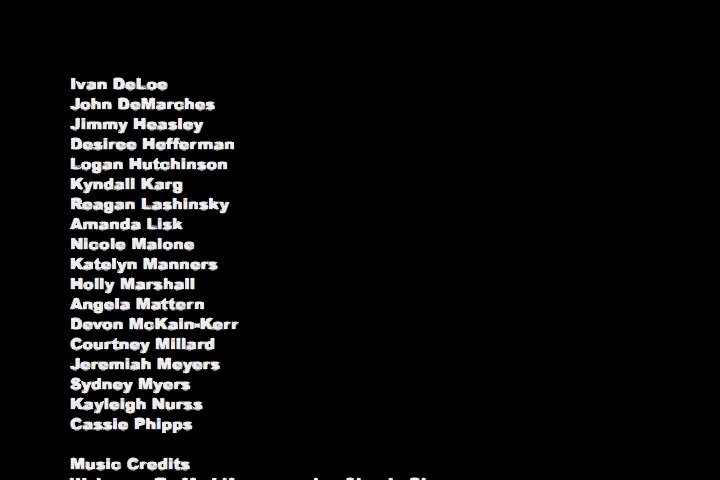 Ivan DeLoe
John DeMarches
Jimmy Heasley
Desiree Hefferman
Logan Hutchinson
Kyndall Karg
Reagan Lashinsky
Amanda Lisk
Nicole Malone
Katelyn Manners
Holly Marshall
Angela Mattern
Devon McKain-Kerr
Courtney Millard
Jeremiah Meyers
Sydney Myers
Kayleigh Nurss
Cassie Phipps
Music Credits